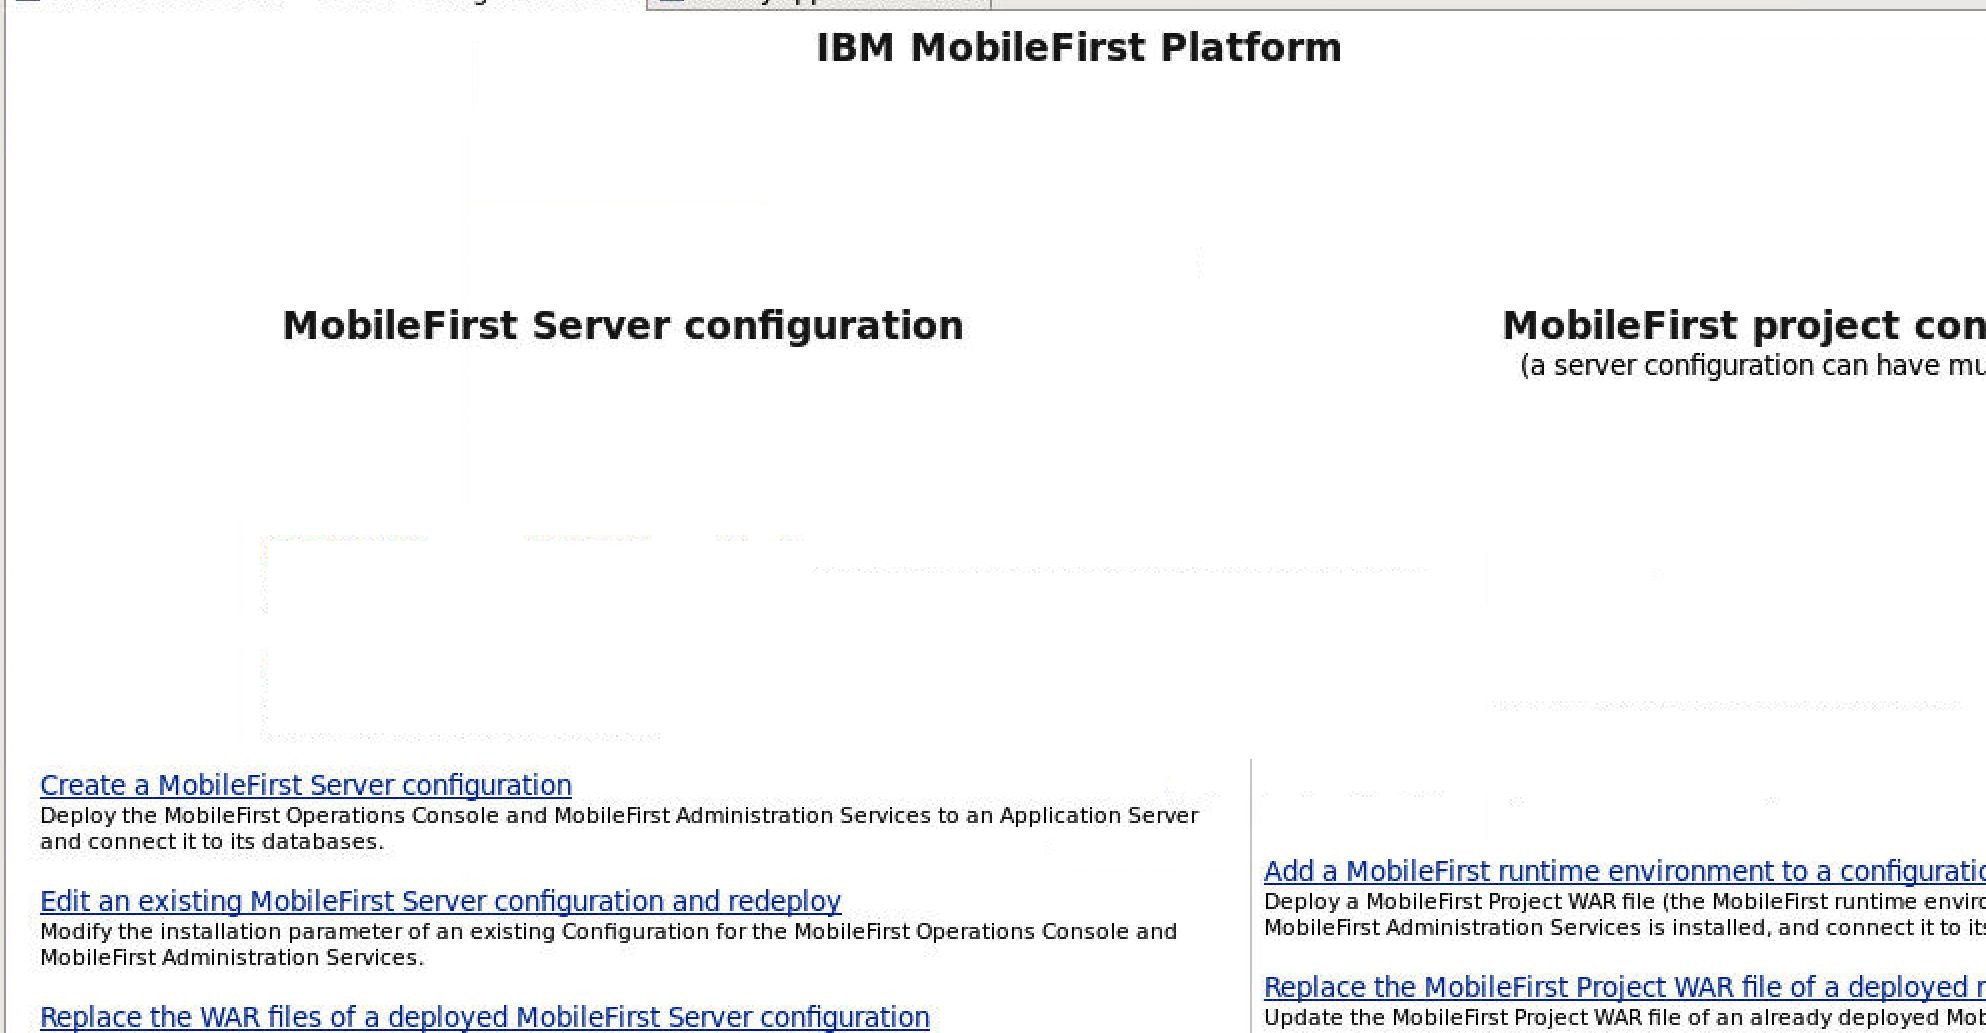 IBM MobileFirst Platform
MobileFirst Server configuration
Create a MobileFirst Server configuration
Deploy the MobileFirst Operations Console and MobileFirst Administration Services to an Application Server
and connect it to its databases.
Edit an existing MobileFirst Server configuration and redeploy
Modify the installation parameter of an existing Configuration for the MobileFirst Operations Console and
MobileFirst Administration Services.
Replace the WAR files of a deployed MobileFirst Server configuration
MobileFirst project con
(a server configuration can have mu
Add a MobileFirst runtime environment to a configuratio
Deploy a MobileFirst Project WAR file (the MobileFirst runtime enviro
MobileFirst Administration Services is installed, and connect it to its
Replace the MobileFirst Project WAR file of a deployed
Update the MobileFirst Project WAR file of an already deployed Mo